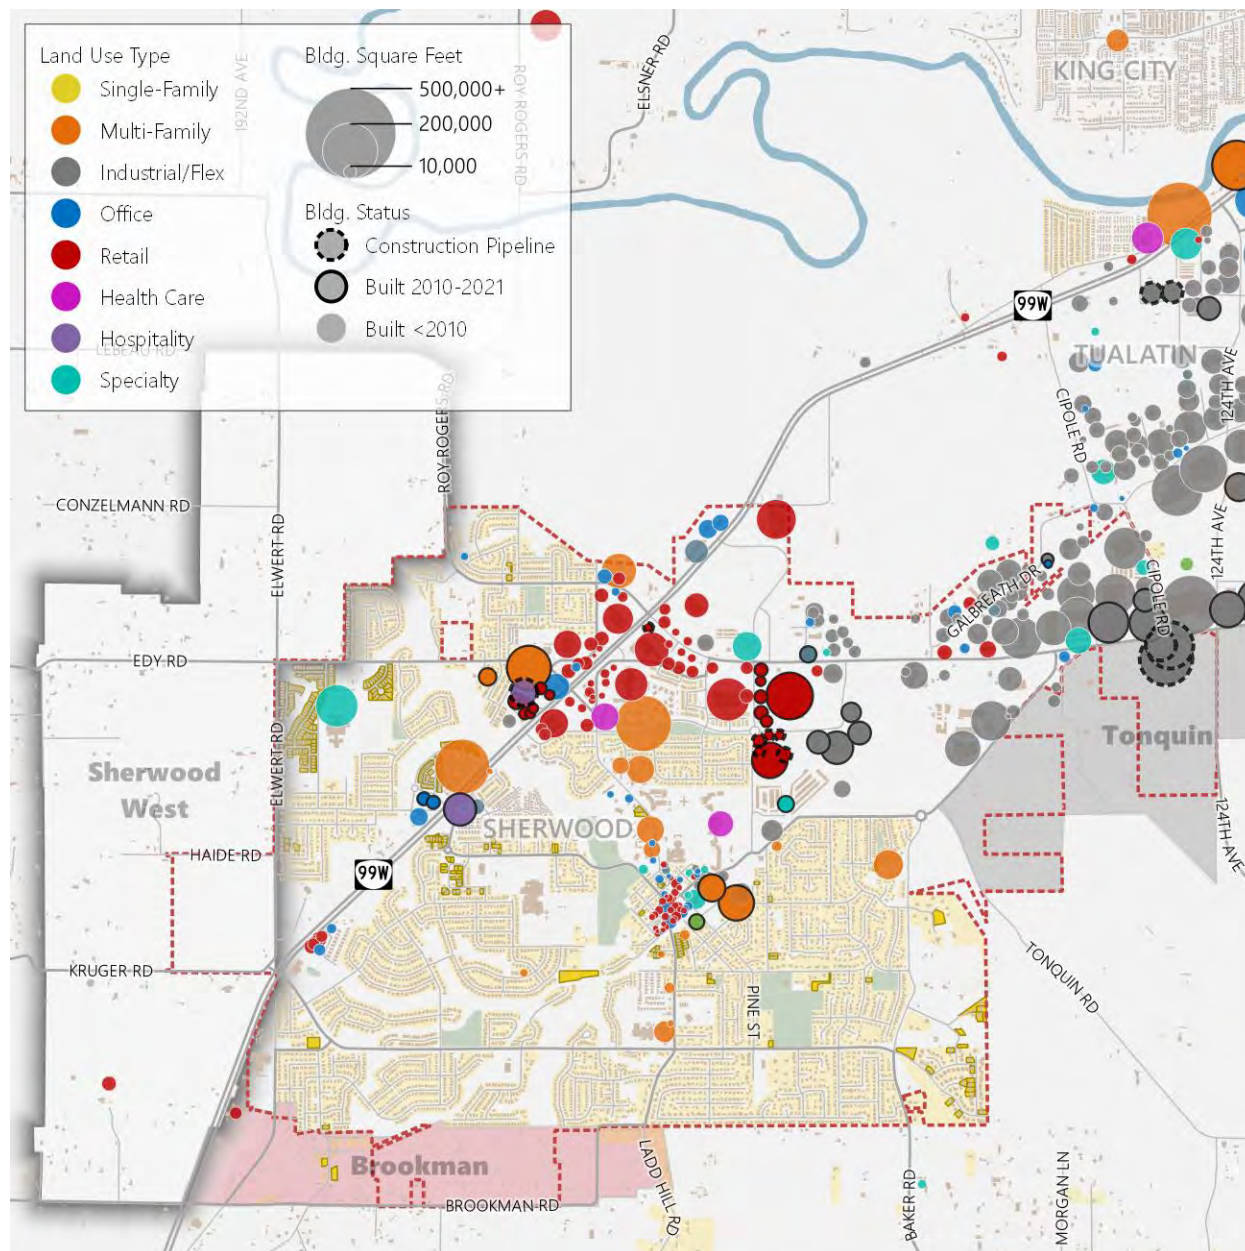 Land Use Type
Single-Family
Multi-Family
Industrial/Flex
Office
Retail
Health Care
Hospitality
Specialty
Bldg. Square Feet
500,000+
200,000
10,000
Bldg. Status
Construction Pipeline
Built 2010-2021
Built <2010
192ND AVE
ROY ROGERS RD
ELSNER RD
KING CITY
LEBEAU RD
99W
TUALATIN
124TH AVE
CIPOLE RD
ROY ROGERS RD
CONZELMANN RD
ELWERT RD
124TH AVE
GALBREATH DR
CIPOLE RD
EDY RD
Tonquin
Sherwood
West
ELWERT RD
SHERWOOD
124TH AVE
HAIDE RD
99W
KRUGER RD
TONQUIN RD
PINE ST
Brookman
LADD HILL RD
BROOKMAN RD
BAKER RD
MORGAN LN